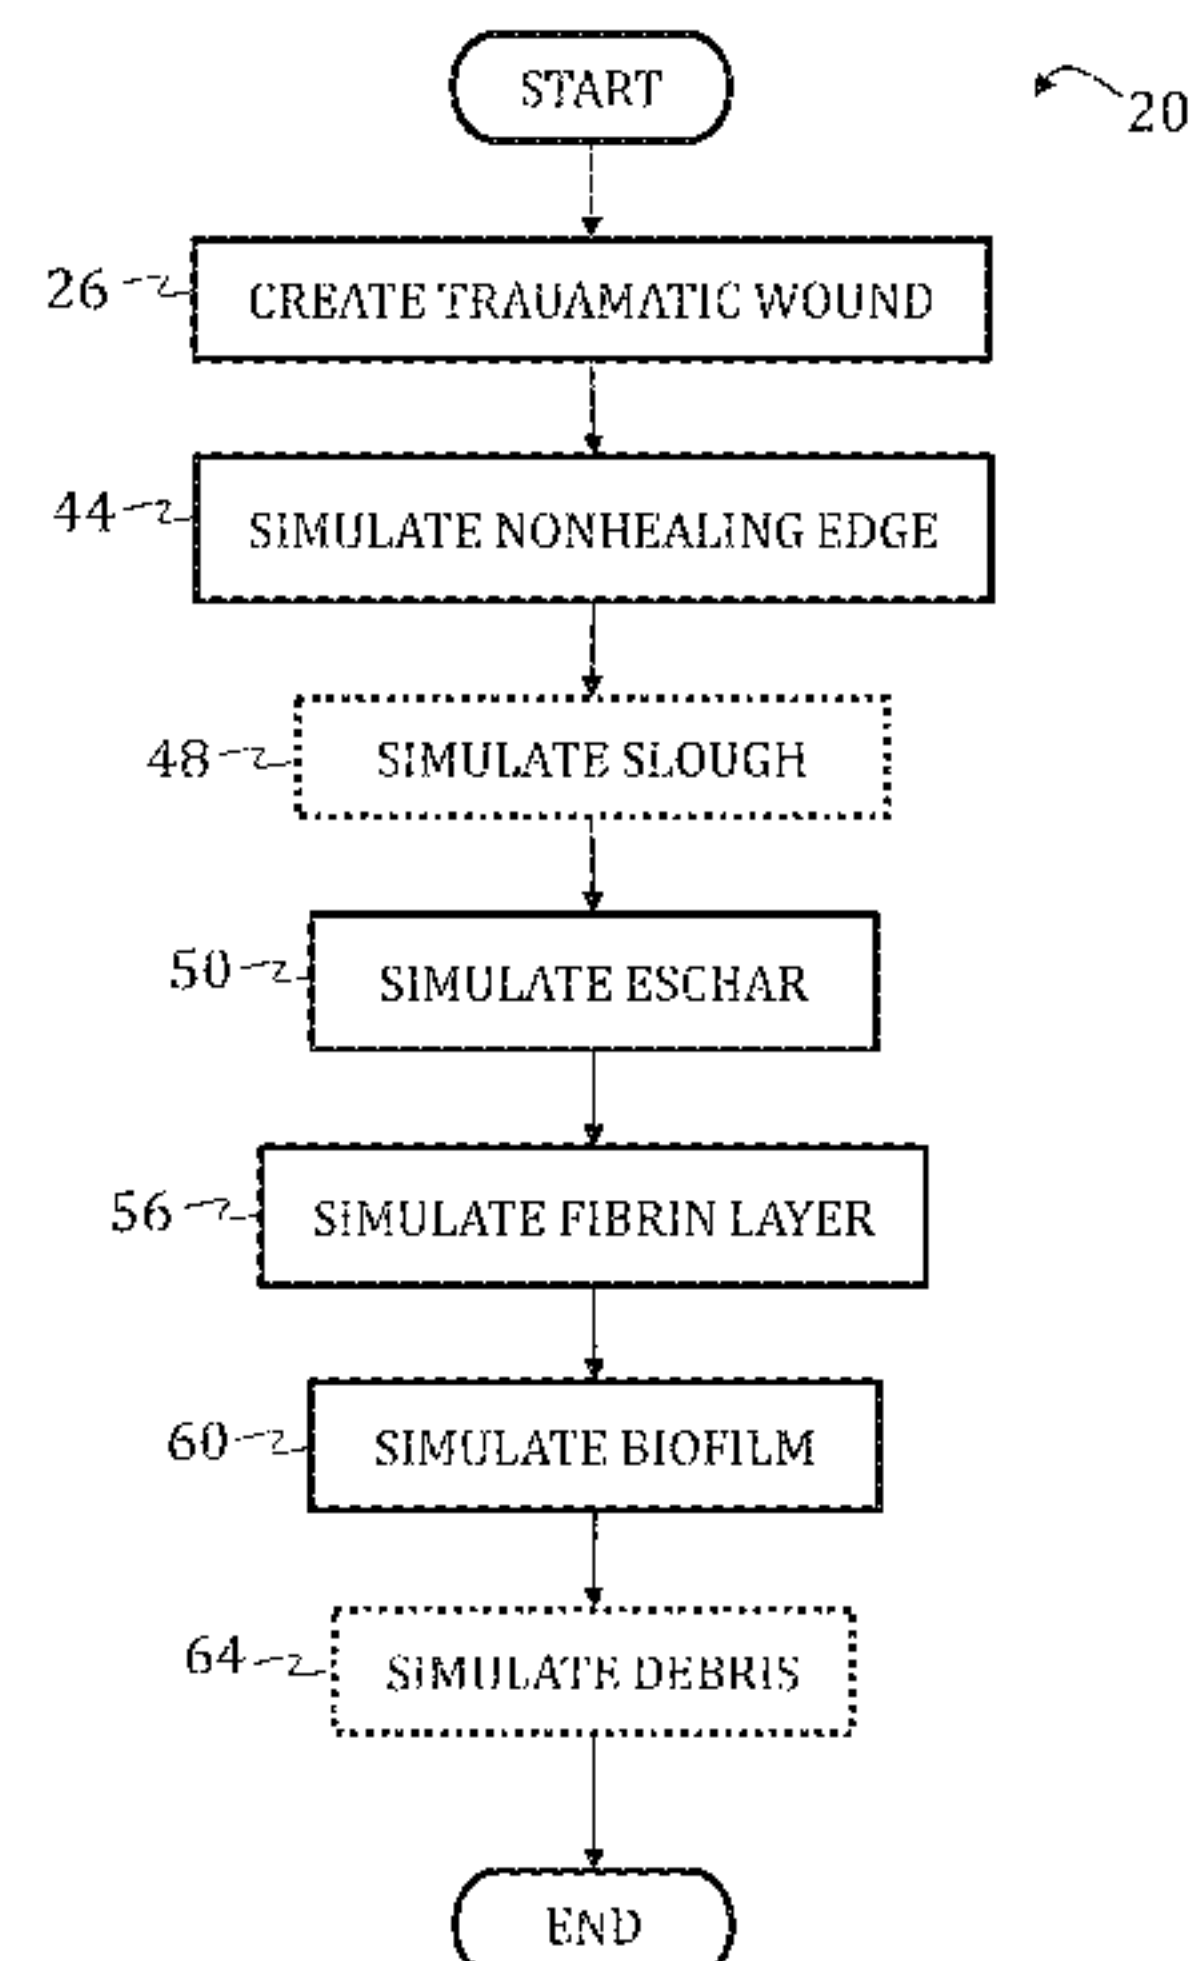 START
20
26
CREATE TRAUAMATIC WOUND
44
SIMULATE NONHEALING EDGE
48
SIMULATE SLOUGH
50
SIMULATE ESCHAR
56
SIMULATE FIBRIN LAYER
60
SIMULATE BIOFILM
64
SIMULATE DEBRIS
END